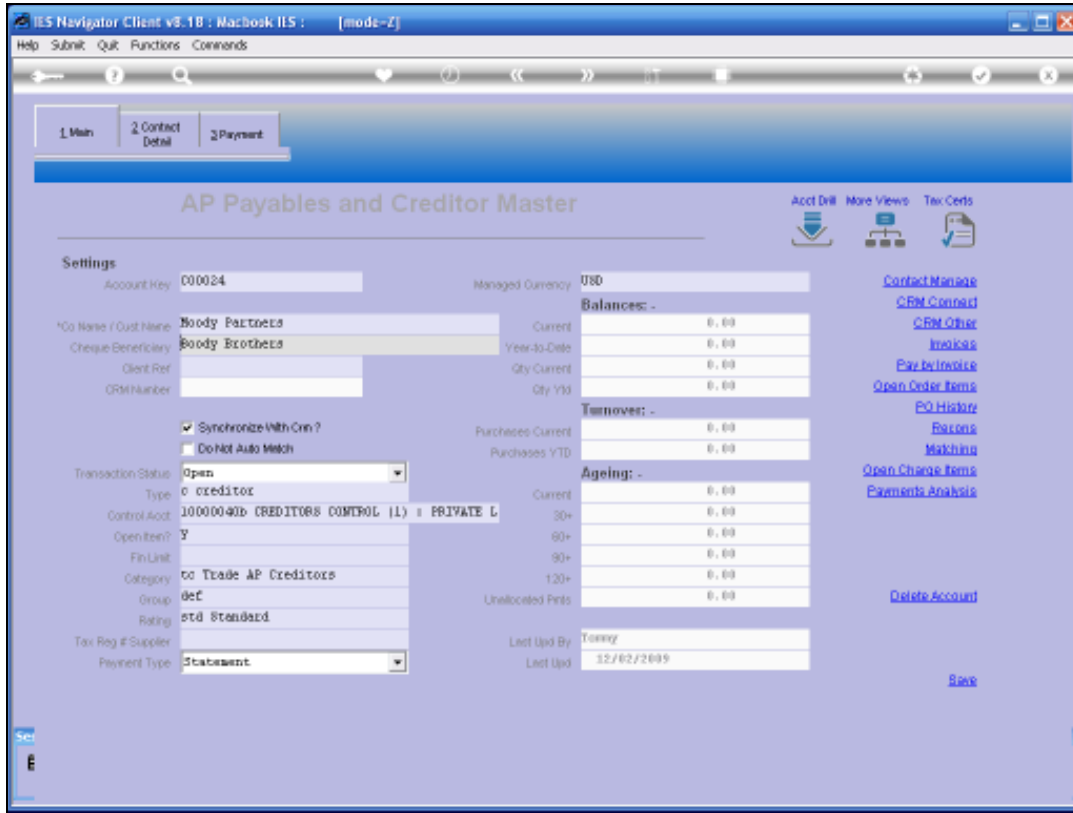 IES Navigator Client v8.18 : Macbook IES : [mode-Z]
Help Submit Quit Functions Commands
1 Main 2 Contact Detail 3 Payment
AP Payables and Creditor Master
Acct Drill More Views Tax Certs
Settings
Account Key C00024 Managed Currency USD
Contact Manage
Balances: -
CRM Connect
*Co Name / Cust Name Moody Partners Current 0.00
CRM Other
Cheque Beneficiary Boody Brothers Year-to-Date 0.00
Invoices
Client Ref Qty Current 0.00
Pay by Invoice
CRM Number Qty Ytd 0.00
Open Order Items
Turnover: -
PO History
Synchronize With Crm ? Purchases Current 0.00
Recons
Do Not Auto Match Purchases YTD 0.00
Matching
Transaction Status Open Ageing: -
Open Charge Items
Type c creditor Current 0.00
Payments Analysis
Control Acct 10000040b CREDITORS CONTROL (1) : PRIVATE L 30+ 0.00
Open Item? Y 60+ 0.00
Fin Limit 90+ 0.00
Category tc Trade AP Creditors 120+ 0.00
Group def Unallocated Pmts 0.00
Delete Account
Rating std Standard
Tax Reg # Supplier Last Upd By Tommy
Payment Type Statement Last Upd 12/02/2009
Save